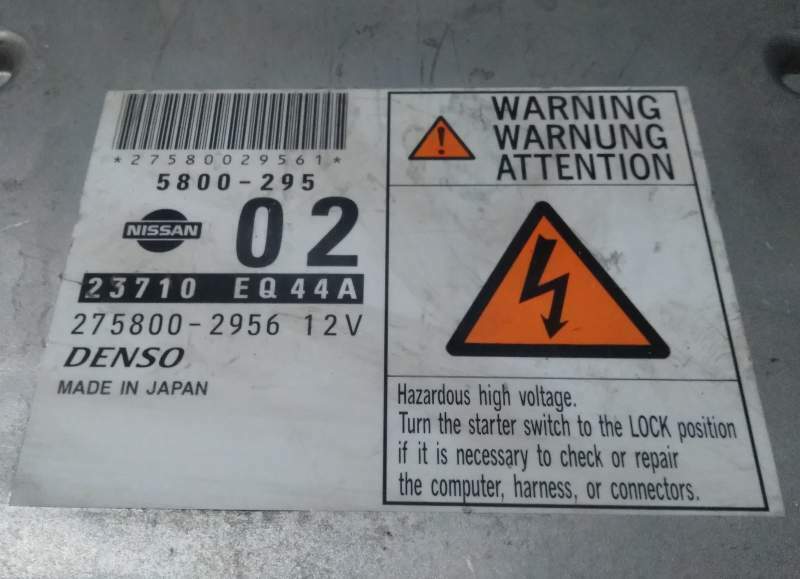 *27580029561*
5800-295
NISSAN
02
23710 EQ44A
275800-2956 12V
DENSO
MADE IN JAPAN
WARNING
WARNUNG
ATTENTION
Hazardous high voltage.
Turn the starter switch to the LOCK position
if it is necessary to check or repair
the computer, harness, or connectors.